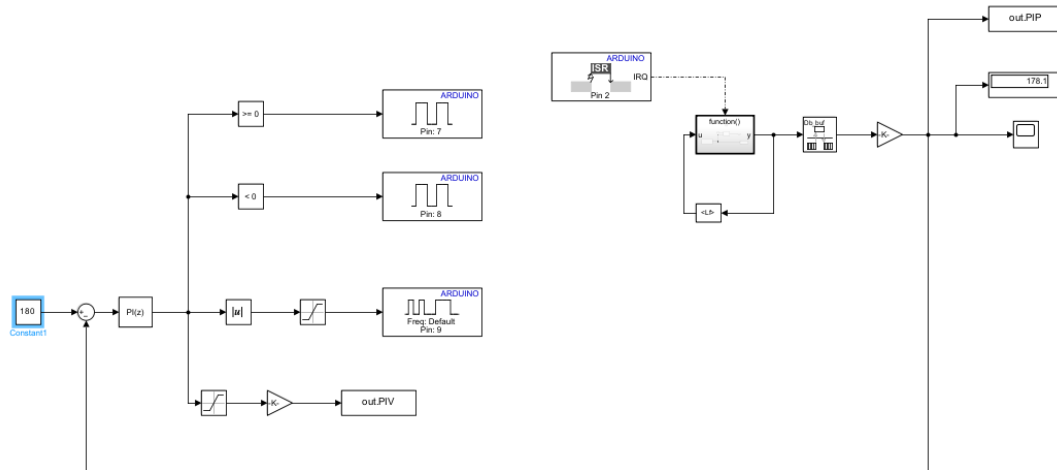 out.PIP
ARDUINO
ISR
IRQ
Pin 2
178.1
ARDUINO
>= 0
Pin: 7
function()
u
y
Db_buf
-K-
ARDUINO
< 0
Pin: 8
<Lf>
180
+
-
PI(z)
Constant1
|u|
ARDUINO
Freq: Default
Pin: 9
-K-
out.PIV